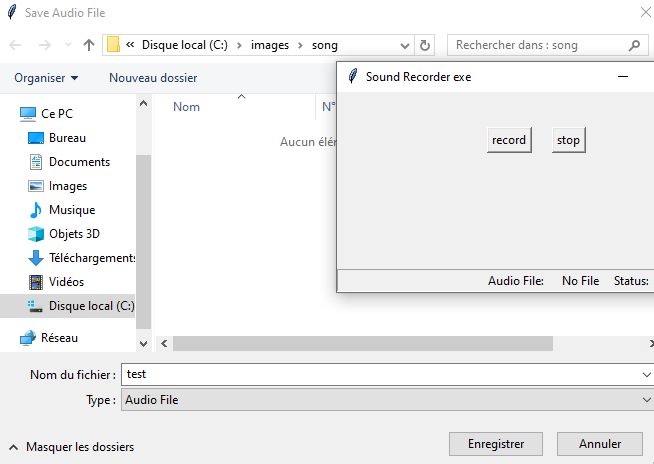 Save Audio File
« Disque local (C:) › images › song
Rechercher dans : song
Organiser
Nouveau dossier
Sound Recorder exe
record
stop
Audio File: No File Status:
Nom
N°
Aucun élé
Ce PC
Bureau
Documents
Images
Musique
Objets 3D
Téléchargements
Vidéos
Disque local (C:)
Réseau
Nom du fichier : test
Type : Audio File
Masquer les dossiers
Enregistrer
Annuler